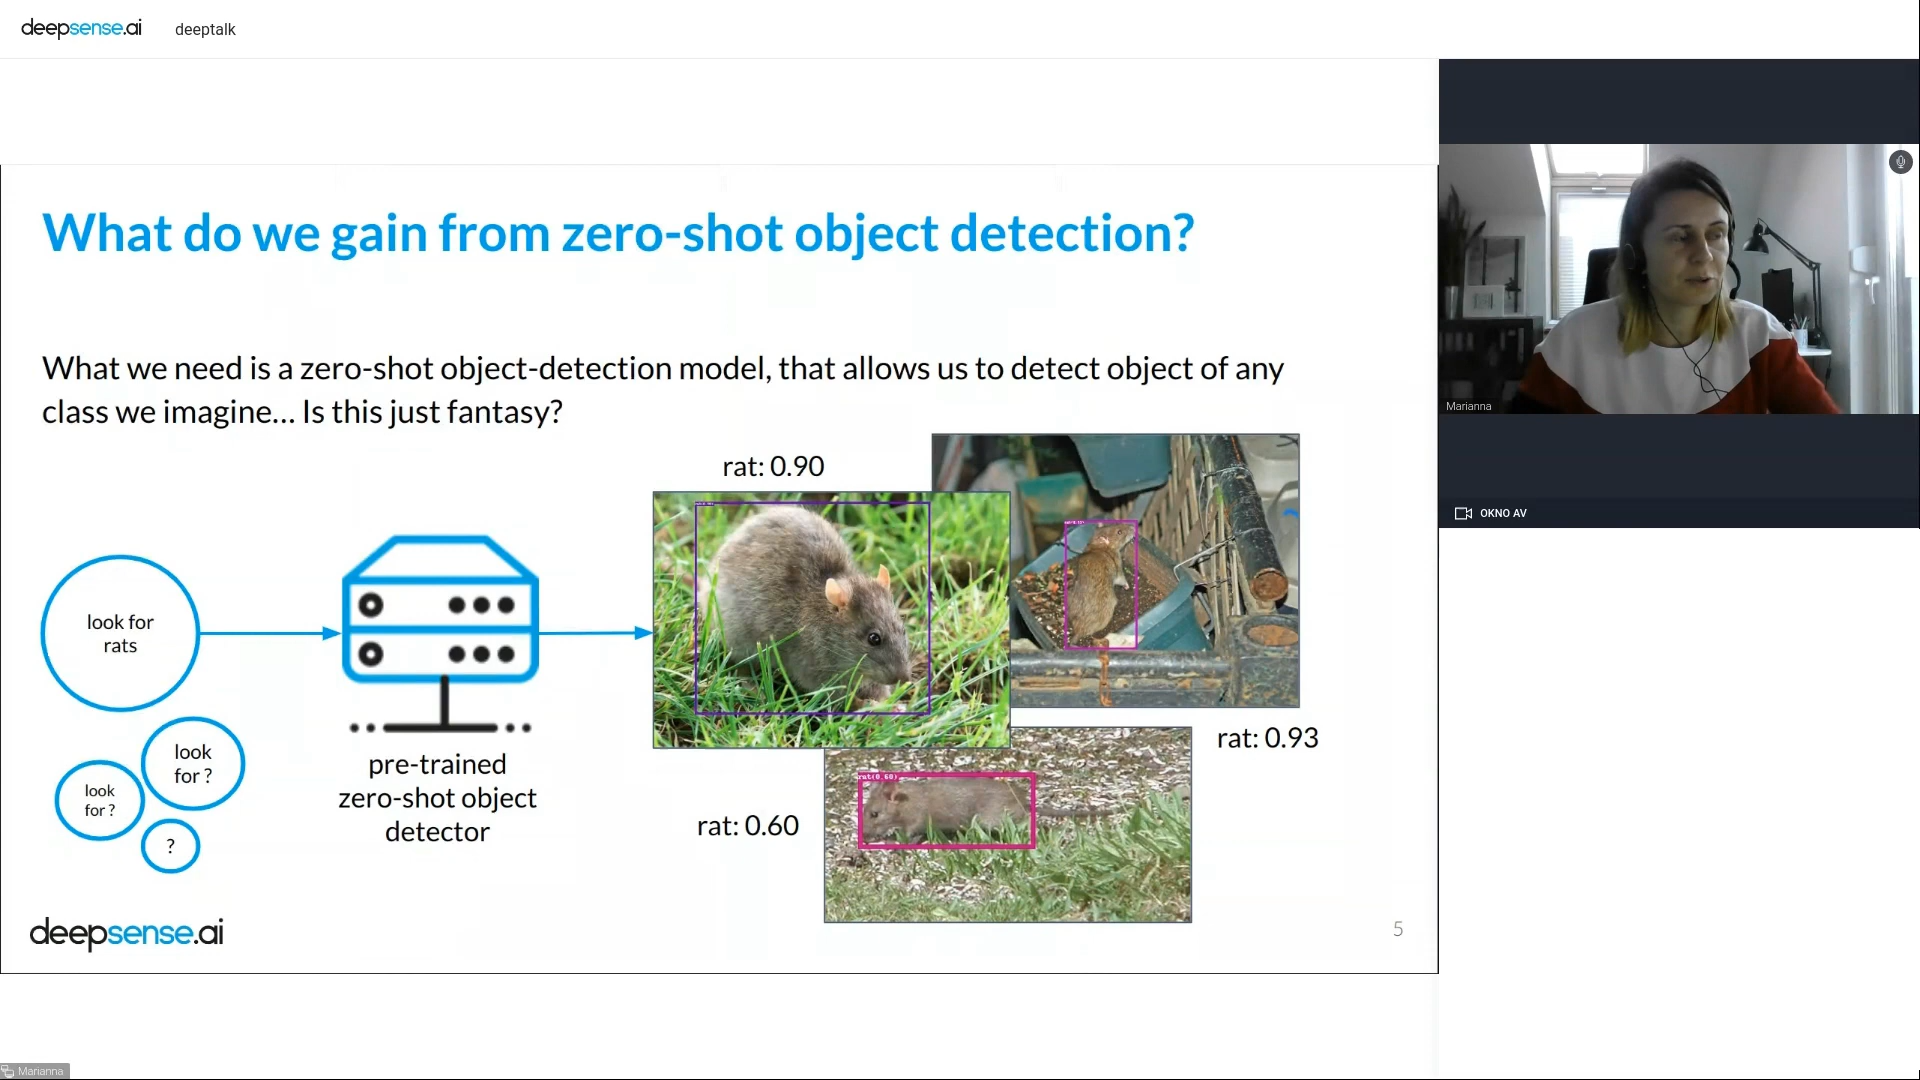 deepsense.ai
deeptalk
What do we gain from zero-shot object detection?
What we need is a zero-shot object-detection model, that allows us to detect object of any
class we imagine... Is this just fantasy?
rat: 0.90
look for
rats
look
for ?
look
for ?
?
pre-trained
zero-shot object
detector
rat: 0.93
rat(0.60)
rat: 0.60
deepsense.ai
5
Marianna
OKNO AV
Marianna